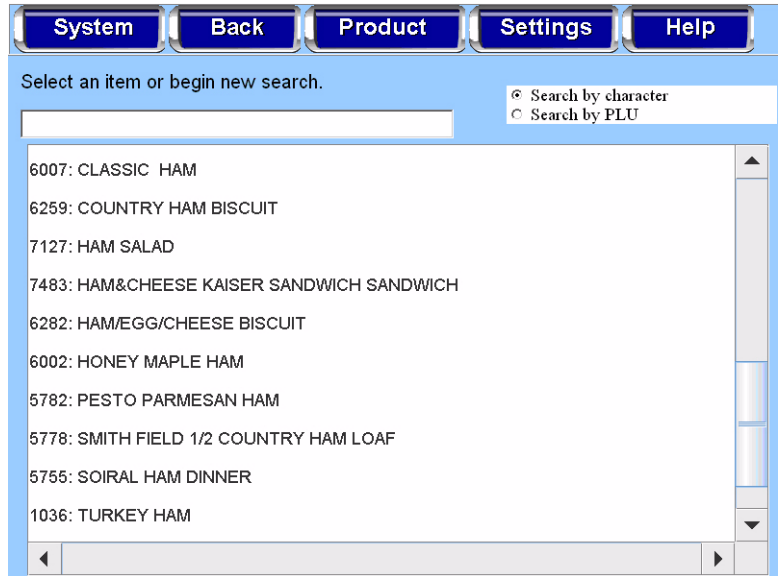 System Back Product Settings Help
Select an item or begin new search.
Search by character
Search by PLU
6007: CLASSIC  HAM
6259: COUNTRY HAM BISCUIT
7127: HAM SALAD
7483: HAM&CHEESE KAISER SANDWICH SANDWICH
6282: HAM/EGG/CHEESE BISCUIT
6002: HONEY MAPLE HAM
5782: PESTO PARMESAN HAM
5778: SMITH FIELD 1/2 COUNTRY HAM LOAF
5755: SOIRAL HAM DINNER
1036: TURKEY HAM